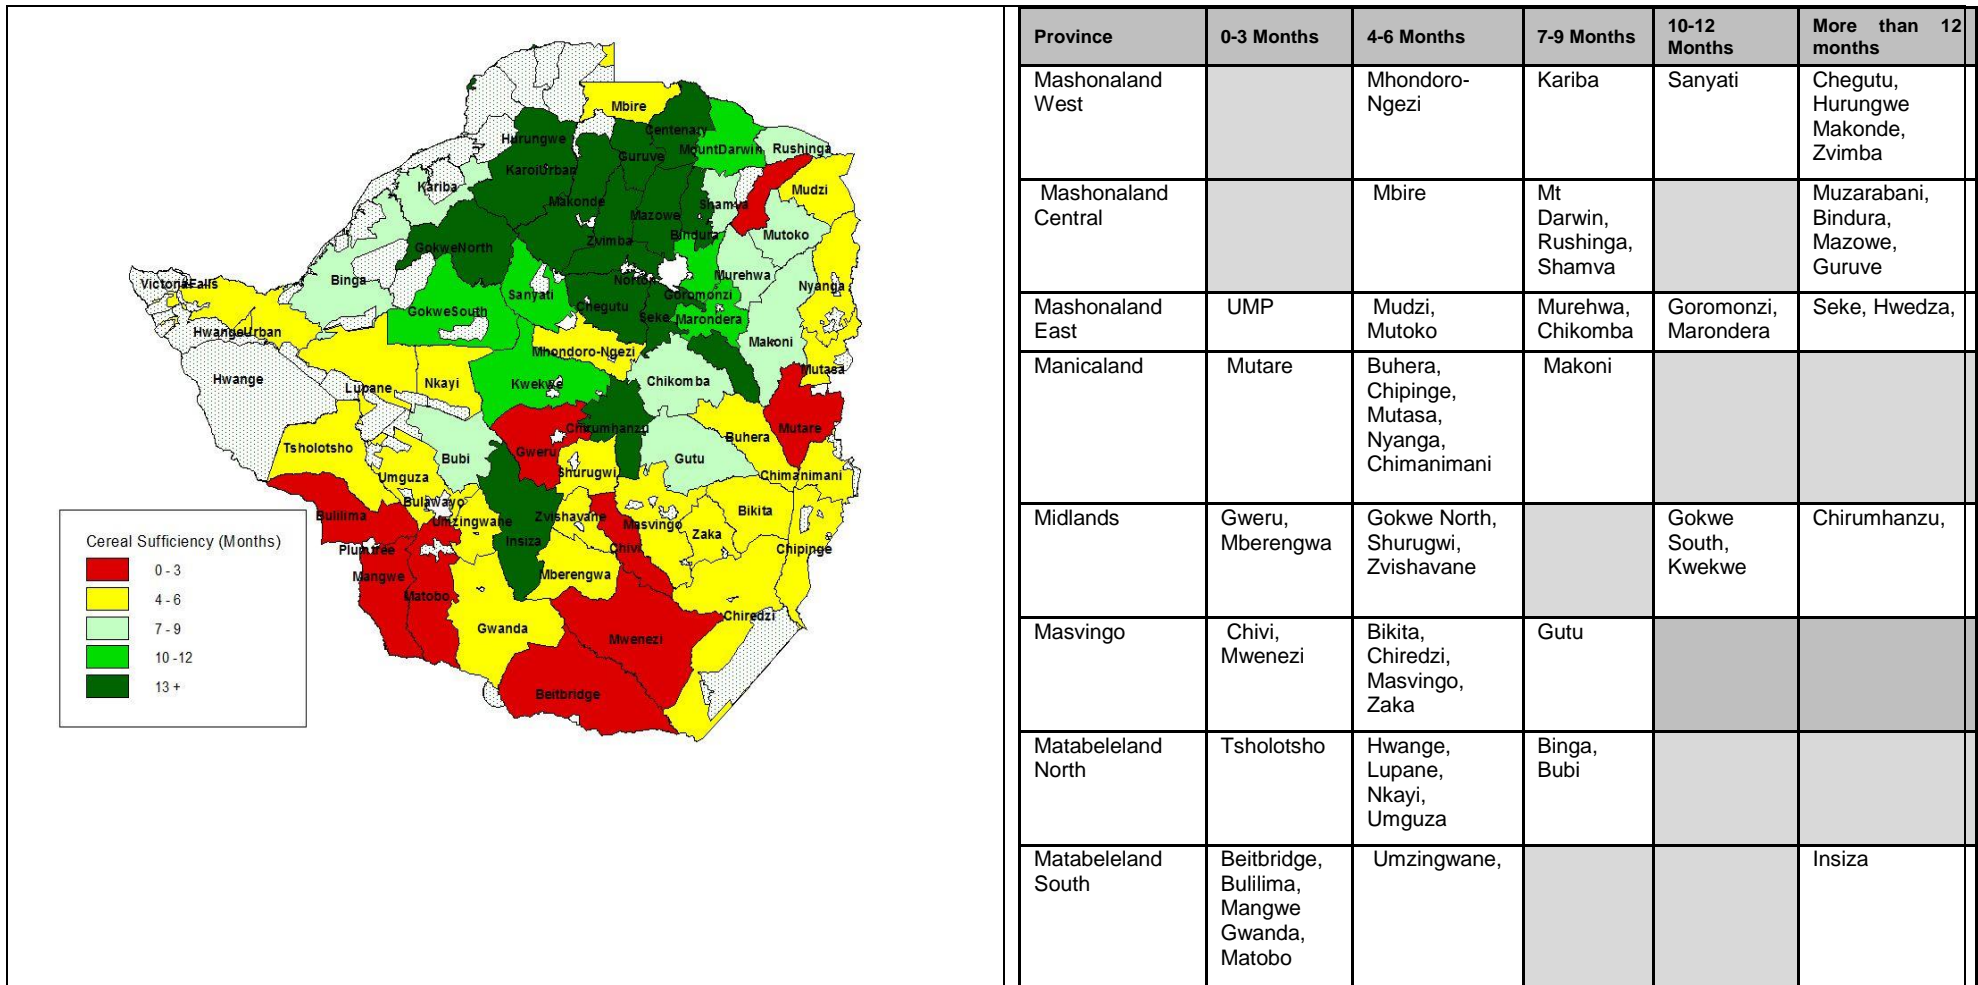 Mbire
Centenary
Hurungwe
MountDarwin
Rushinga
Guruve
KaroiUrban
Kariba
Mudzi
Makonde
Shamva
Mazowe
Bindura
Mutoko
Zvimba
GokweNorth
Murehwa
Binga
Norton
VictoriaFalls
Nyanga
Sanyati
Goromonzi
Chegutu
GokweSouth
Seke
Marondera
HwangeUrban
Makoni
Mhondoro-Ngezi
Mutasa
Hwange
Chikomba
Lupane
Nkayi
Kwekwe
Chirumhanzu
Mutare
Buhera
Tsholotsho
Gweru
Bubi
Gutu
Shurugwi
Chimanimani
Umguza
Bulawayo
Bikita
Bulilima
Umzingwane
Zvishavane
Masvingo
Zaka
Insiza
Chivi
Chipinge
Plumtree
Mangwe
Mberengwa
Matobo
Chiredzi
Gwanda
Mwenezi
Beitbridge
Cereal Sufficiency (Months)
0 - 3
4 - 6
7 - 9
10 -12
13 +
Province 0-3 Months 4-6 Months 7-9 Months 10-12 Months More than 12 months
Mashonaland West
Mhondoro-
Ngezi
Kariba
Sanyati
Chegutu,
Hurungwe
Makonde,
Zvimba
Mashonaland
Central
Mbire
Mt
Darwin,
Rushinga,
Shamva
Muzarabani,
Bindura,
Mazowe,
Guruve
Mashonaland
East
UMP
Mudzi,
Mutoko
Murehwa,
Chikomba
Goromonzi,
Marondera
Seke, Hwedza,
Manicaland
Mutare
Buhera,
Chipinge,
Mutasa,
Nyanga,
Chimanimani
Makoni
Midlands
Gweru,
Mberengwa
Gokwe North,
Shurugwi,
Zvishavane
Gokwe
South,
Kwekwe
Chirumhanzu,
Masvingo
Chivi,
Mwenezi
Bikita,
Chiredzi,
Masvingo,
Zaka
Gutu
Matabeleland
North
Tsholotsho
Hwange,
Lupane,
Nkayi,
Umguza
Binga,
Bubi
Matabeleland
South
Beitbridge,
Bulilima,
Mangwe
Gwanda,
Matobo
Umzingwane,
Insiza